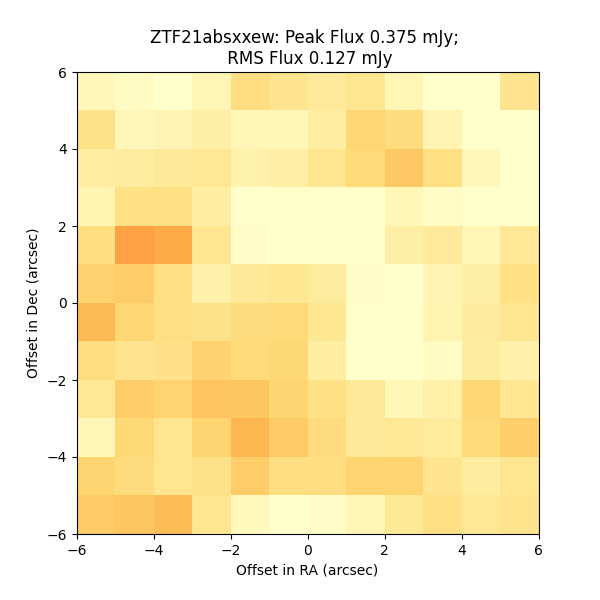 ZTF21absxxew: Peak Flux 0.375 mJy;
RMS Flux 0.127 mJy
6
4
2
0
−2
−4
−6
Offset in Dec (arcsec)
−6 −4 −2 0 2 4 6
Offset in RA (arcsec)